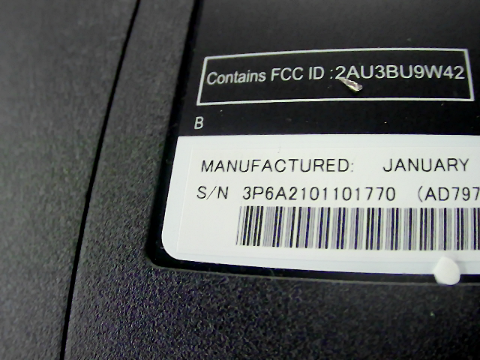 Contains FCC ID :2AU3BU9W42
B
MANUFACTURED: JANUARY
S/N 3P6A2101101770 (AD797